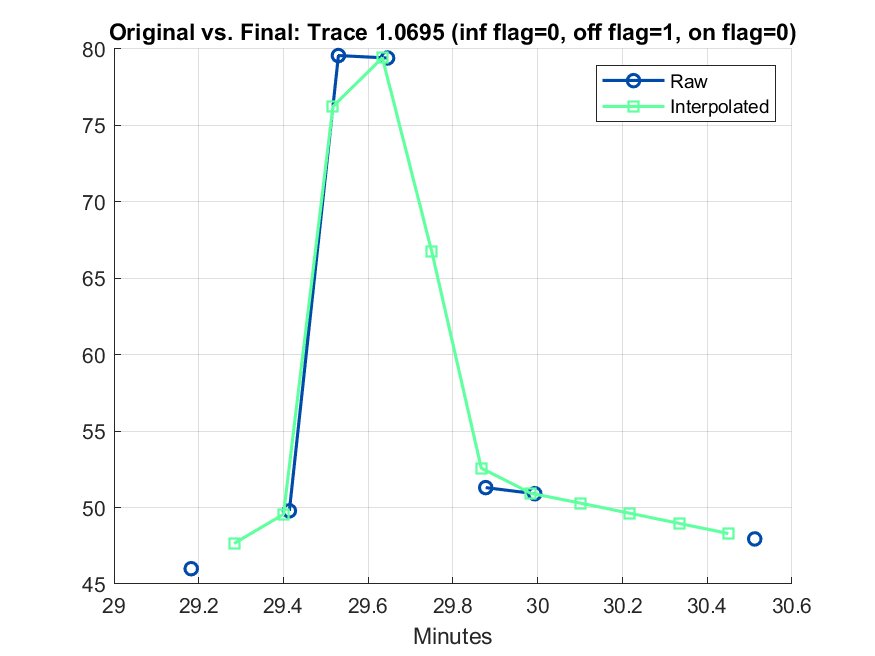 Original vs. Final: Trace 1.0695 (inf flag=0, off flag=1, on flag=0)
80
75
70
65
60
55
50
45
Raw
Interpolated
29 29.2 29.4 29.6 29.8 30 30.2 30.4 30.6
Minutes